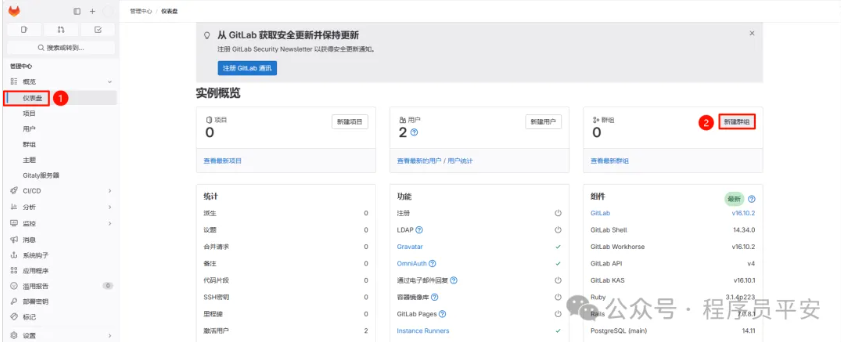 管理中心 / 仪表盘
搜索或转到...
管理中心
概览
仪表盘
1
项目
用户
群组
主题
Gitaly服务器
CI/CD
分析
监控
消息
系统钩子
应用程序
滥用报告
0
部署密钥
标记
设置
从 GitLab 获取安全更新并保持更新
注册 GitLab Security Newsletter 以获得安全更新通知。
注册 GitLab 通讯
实例概览
项目
0
新建项目
查看最新项目
用户
2
新建用户
查看最新的用户 / 用户统计
群组
0
2
新建群组
查看最新群组
统计
派生 0
议题 0
合并请求 0
备注 0
代码片段 0
SSH密钥 0
里程碑 0
激活用户 2
功能
注册
LDAP
Gravatar
OmniAuth
通过电子邮件回复
容器镜像库
GitLab Pages
Instance Runners
组件
最新
GitLab v16.10.2
GitLab Shell 14.34.0
GitLab Workhorse v16.10.2
GitLab API v4
GitLab KAS v16.10.1
Ruby 3.1.4p223
Rails 7.0.8.1
PostgreSQL (main) 14.11
公众号 · 程序员平安